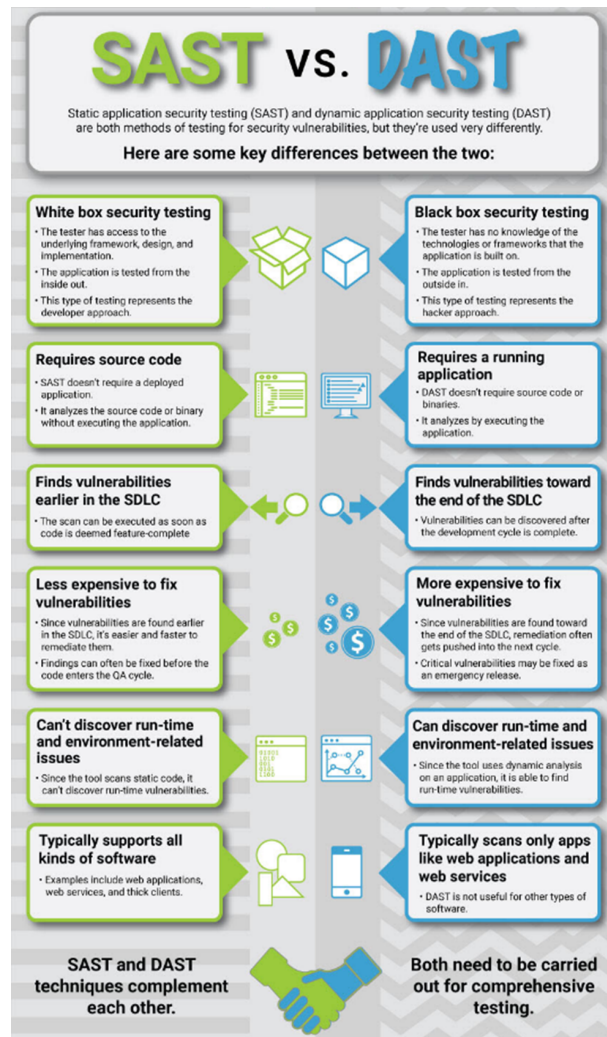 SAST vs. DAST
Static application security testing (SAST) and dynamic application security testing (DAST)
are both methods of testing for security vulnerabilities, but they're used very differently.
Here are some key differences between the two:
White box security testing
• The tester has access to the
underlying framework, design, and
implementation.
• The application is tested from the
inside out.
• This type of testing represents the
developer approach.
Black box security testing
• The tester has no knowledge of the
technologies or frameworks that the
application is built on.
• The application is tested from the
outside in.
• This type of testing represents the
hacker approach.
Requires source code
• SAST doesn't require a deployed
application.
• It analyzes the source code or binary
without executing the application.
Requires a running
application
• DAST doesn't require source code or
binaries.
• It analyzes by executing the
application.
Finds vulnerabilities
earlier in the SDLC
• The scan can be executed as soon as
code is deemed feature-complete
Finds vulnerabilities toward
the end of the SDLC
• Vulnerabilities can be discovered after
the development cycle is complete.
Less expensive to fix
vulnerabilities
• Since vulnerabilities are found earlier
in the SDLC, it's easier and faster to
remediate them.
• Findings can often be fixed before the
code enters the QA cycle.
$
$
$
$
$
$
$
$
More expensive to fix
vulnerabilities
• Since vulnerabilities are found toward
the end of the SDLC, remediation often
gets pushed into the next cycle.
• Critical vulnerabilities may be fixed as
an emergency release.
Can't discover run-time
and environment-related
issues
• Since the tool scans static code, it
can't discover run-time vulnerabilities.
01001
1010
001
0101
1100
Can discover run-time and
environment-related issues
• Since the tool uses dynamic analysis
on an application, it is able to find
run-time vulnerabilities.
Typically supports all
kinds of software
• Examples include web applications,
web services, and thick clients.
Typically scans only apps
like web applications and
web services
• DAST is not useful for other types of
software.
SAST and DAST
techniques complement
each other.
Both need to be carried
out for comprehensive
testing.